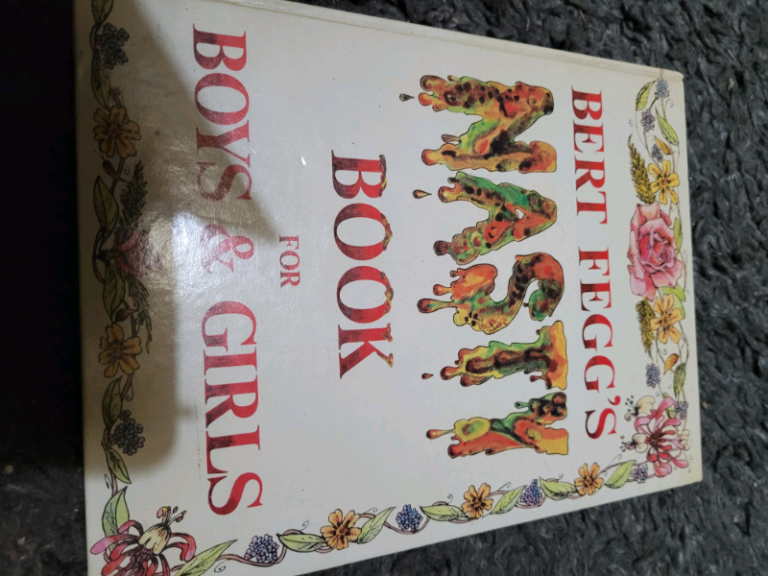 BERT FEGG'S
NASTY
BOOK
FOR
BOYS & GIRLS